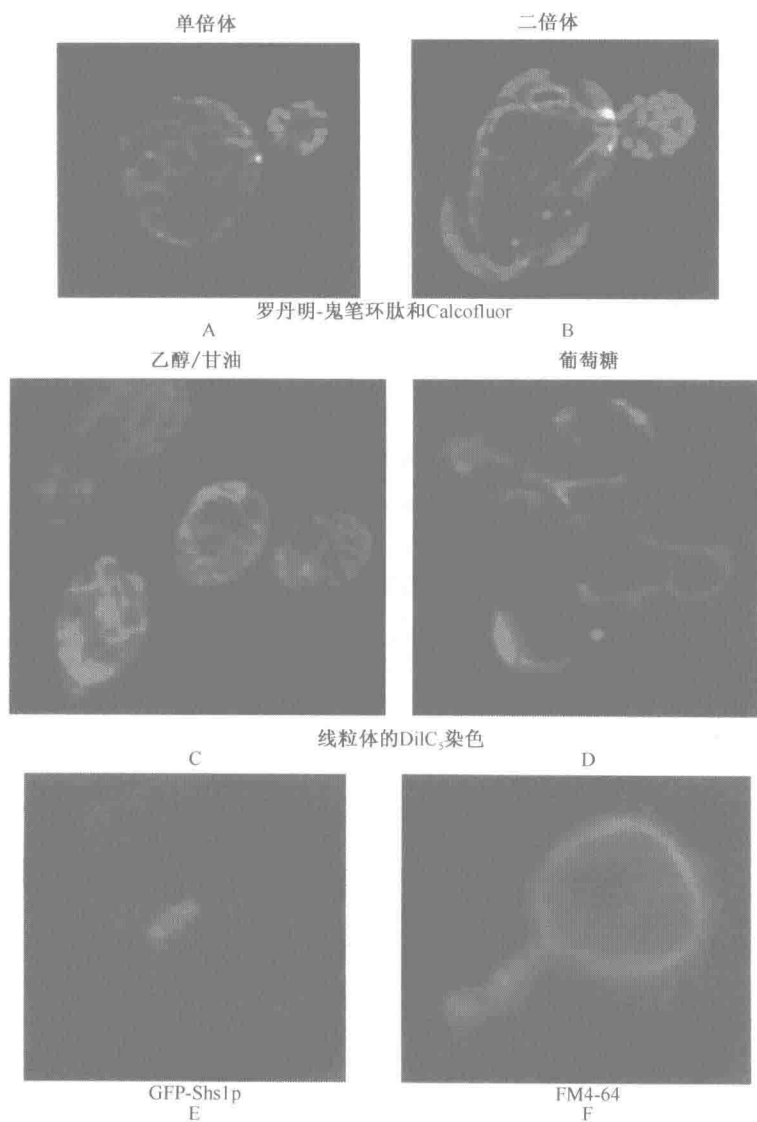 单倍体
二倍体
罗丹明-鬼笔环肽和Calcofluor
A
B
乙醇/甘油
葡萄糖
线粒体的DiIC₅染色
C
D
GFP-Shs1p
E
FM4-64
F